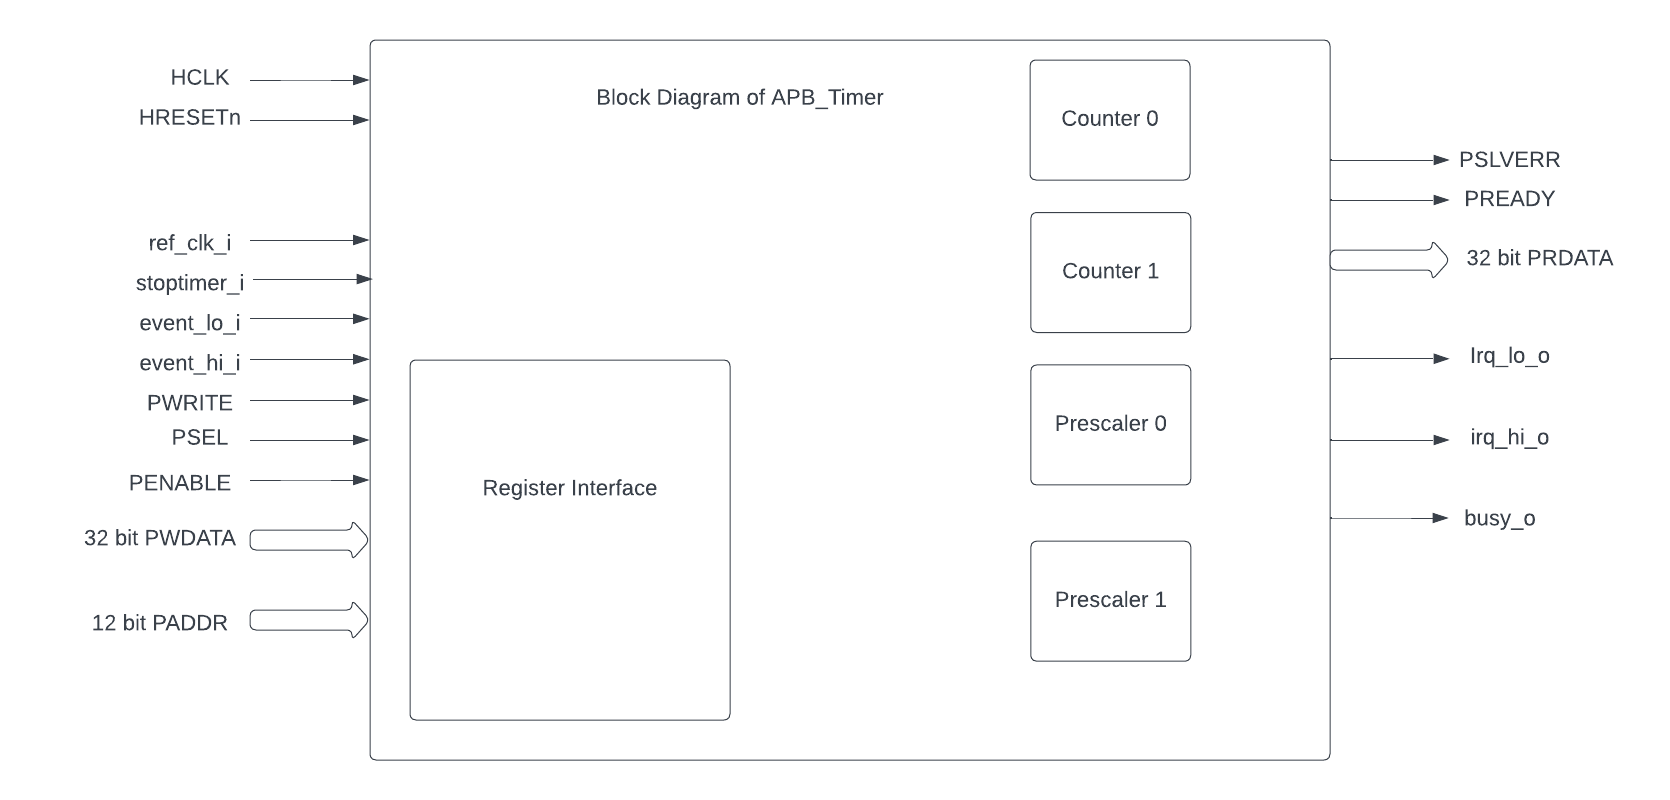 Block Diagram of APB_Timer
HCLK
HRESETn
ref_clk_i
stoptimer_i
event_lo_i
event_hi_i
PWRITE
PSEL
PENABLE
32 bit PWDATA
12 bit PADDR
Register Interface
Counter 0
Counter 1
Prescaler 0
Prescaler 1
PSLVERR
PREADY
32 bit PRDATA
Irq_lo_o
irq_hi_o
busy_o